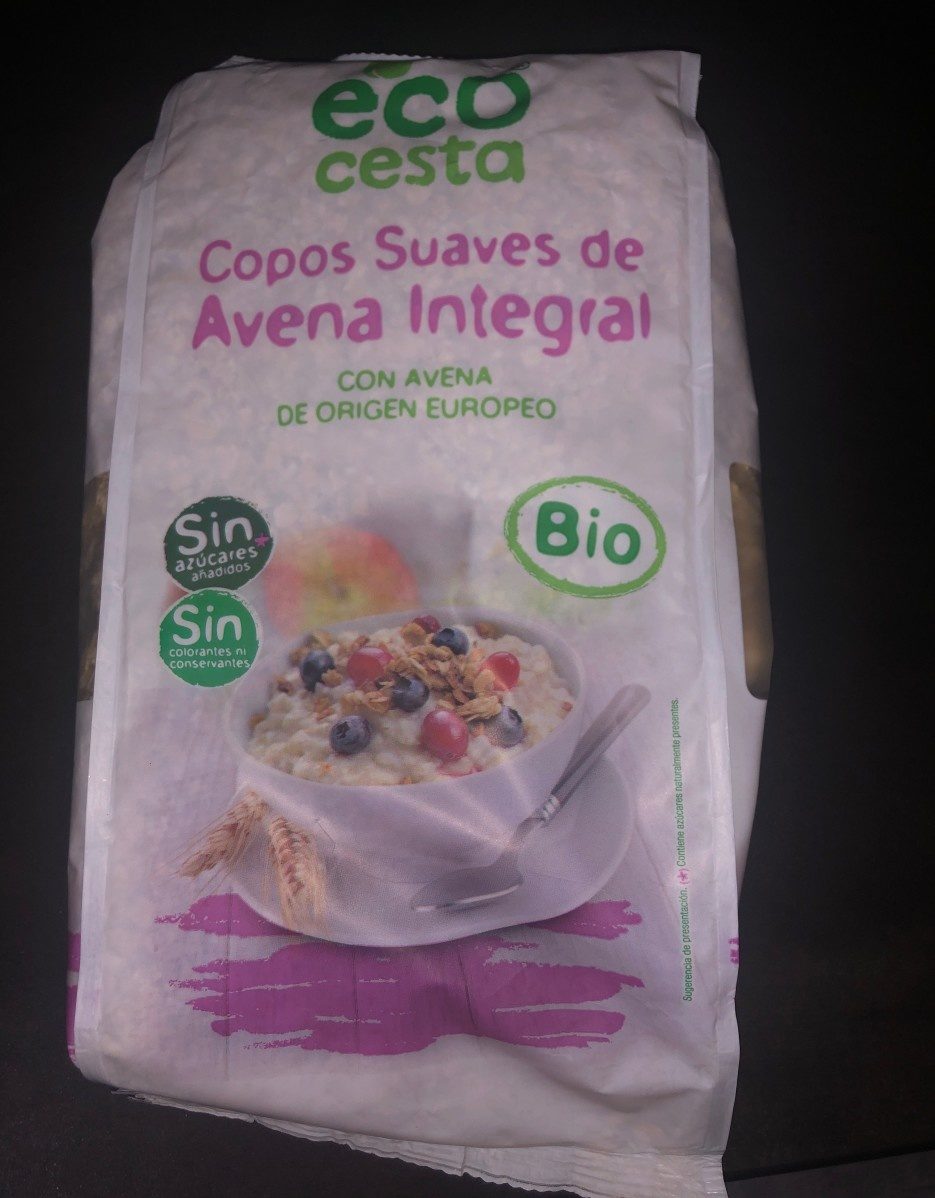 eco
cesta
Copos Suaves de
Avena Integral
CON AVENA
DE ORIGEN EUROPEO
Sin
azúcares*
añadidos
Bio
Sin
colorantes ni
conservantes
Sugerencia de presentación. (*) Contiene azúcares naturalmente presentes.